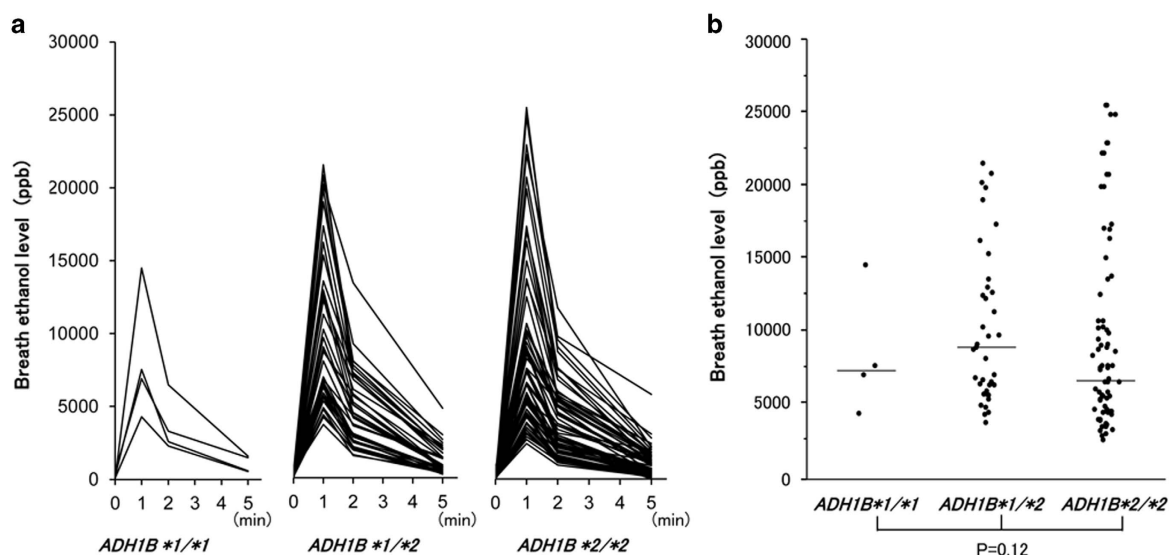 a
30000
25000
20000
15000
10000
5000
0
Breath ethanol level (ppb)
0 1 2 5
(min)
ADH1B *1/*1
0 1 2 3 4 5
(min)
ADH1B *1/*2
0 1 2 3 4 5
(min)
ADH1B *2/*2
b
30000
25000
20000
15000
10000
5000
0
Breath ethanol level (ppb)
ADH1B*1/*1 ADH1B*1/*2 ADH1B*2/*2
P=0.12